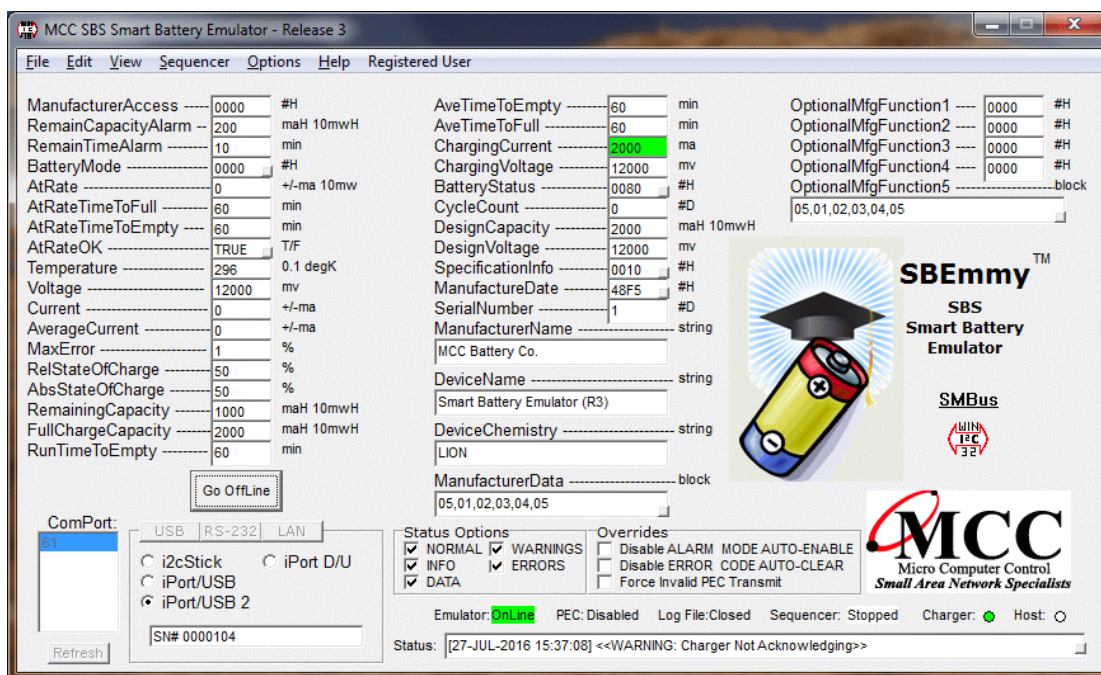 MCC SBS Smart Battery Emulator - Release 3
File Edit View Sequencer Options Help Registered User
ManufacturerAccess ----- 0000 #H
RemainCapacityAlarm -- 200 maH 10mwH
RemainTimeAlarm ------- 10 min
BatteryMode ------------- 0000 #H
AtRate -------------------- 0 +/-ma 10mw
AtRateTimeToFull ------- 60 min
AtRateTimeToEmpty ---- 60 min
AtRateOK ---------------- TRUE T/F
Temperature ------------- 296 0.1 degK
Voltage ------------------- 12000 mv
Current ------------------- 0 +/-ma
AverageCurrent ---------- 0 +/-ma
MaxError ----------------- 1 %
RelStateOfCharge ------- 50 %
AbsStateOfCharge ------ 50 %
RemainingCapacity ------ 1000 maH 10mwH
FullChargeCapacity ----- 2000 maH 10mwH
RunTimeToEmpty -------- 60 min
Go OffLine
AveTimeToEmpty ------- 60 min
AveTimeToFull ----------- 60 min
ChargingCurrent --------- 2000 ma
ChargingVoltage --------- 12000 mv
BatteryStatus ------------ 0080 #H
CycleCount --------------- 0 #D
DesignCapacity ---------- 2000 maH 10mwH
DesignVoltage ----------- 12000 mv
SpecificationInfo --------- 0010 #H
ManufactureDate -------- 48F5 #H
SerialNumber ------------ 1 #D
ManufacturerName ------------------- string
MCC Battery Co.
DeviceName -------------------------- string
Smart Battery Emulator (R3)
DeviceChemistry --------------------- string
LION
ManufacturerData -------------------- block
05,01,02,03,04,05
OptionalMfgFunction1 ---- 0000 #H
OptionalMfgFunction2 ---- 0000 #H
OptionalMfgFunction3 ---- 0000 #H
OptionalMfgFunction4 ---- 0000 #H
OptionalMfgFunction5 ------------------ block
05,01,02,03,04,05
SBEmmy TM
SBS
Smart Battery
Emulator
SMBus
WIN
I²C
32
MCC
Micro Computer Control
Small Area Network Specialists
ComPort:
61
Refresh
USB RS-232 LAN
i2cStick iPort D/U
iPort/USB
iPort/USB 2
SN# 0000104
Status Options
NORMAL WARNINGS
INFO ERRORS
DATA
Overrides
Disable ALARM MODE AUTO-ENABLE
Disable ERROR CODE AUTO-CLEAR
Force Invalid PEC Transmit
Emulator: OnLine PEC: Disabled Log File:Closed Sequencer: Stopped Charger: Host:
Status: [27-JUL-2016 15:37:08] <<WARNING: Charger Not Acknowledging>>